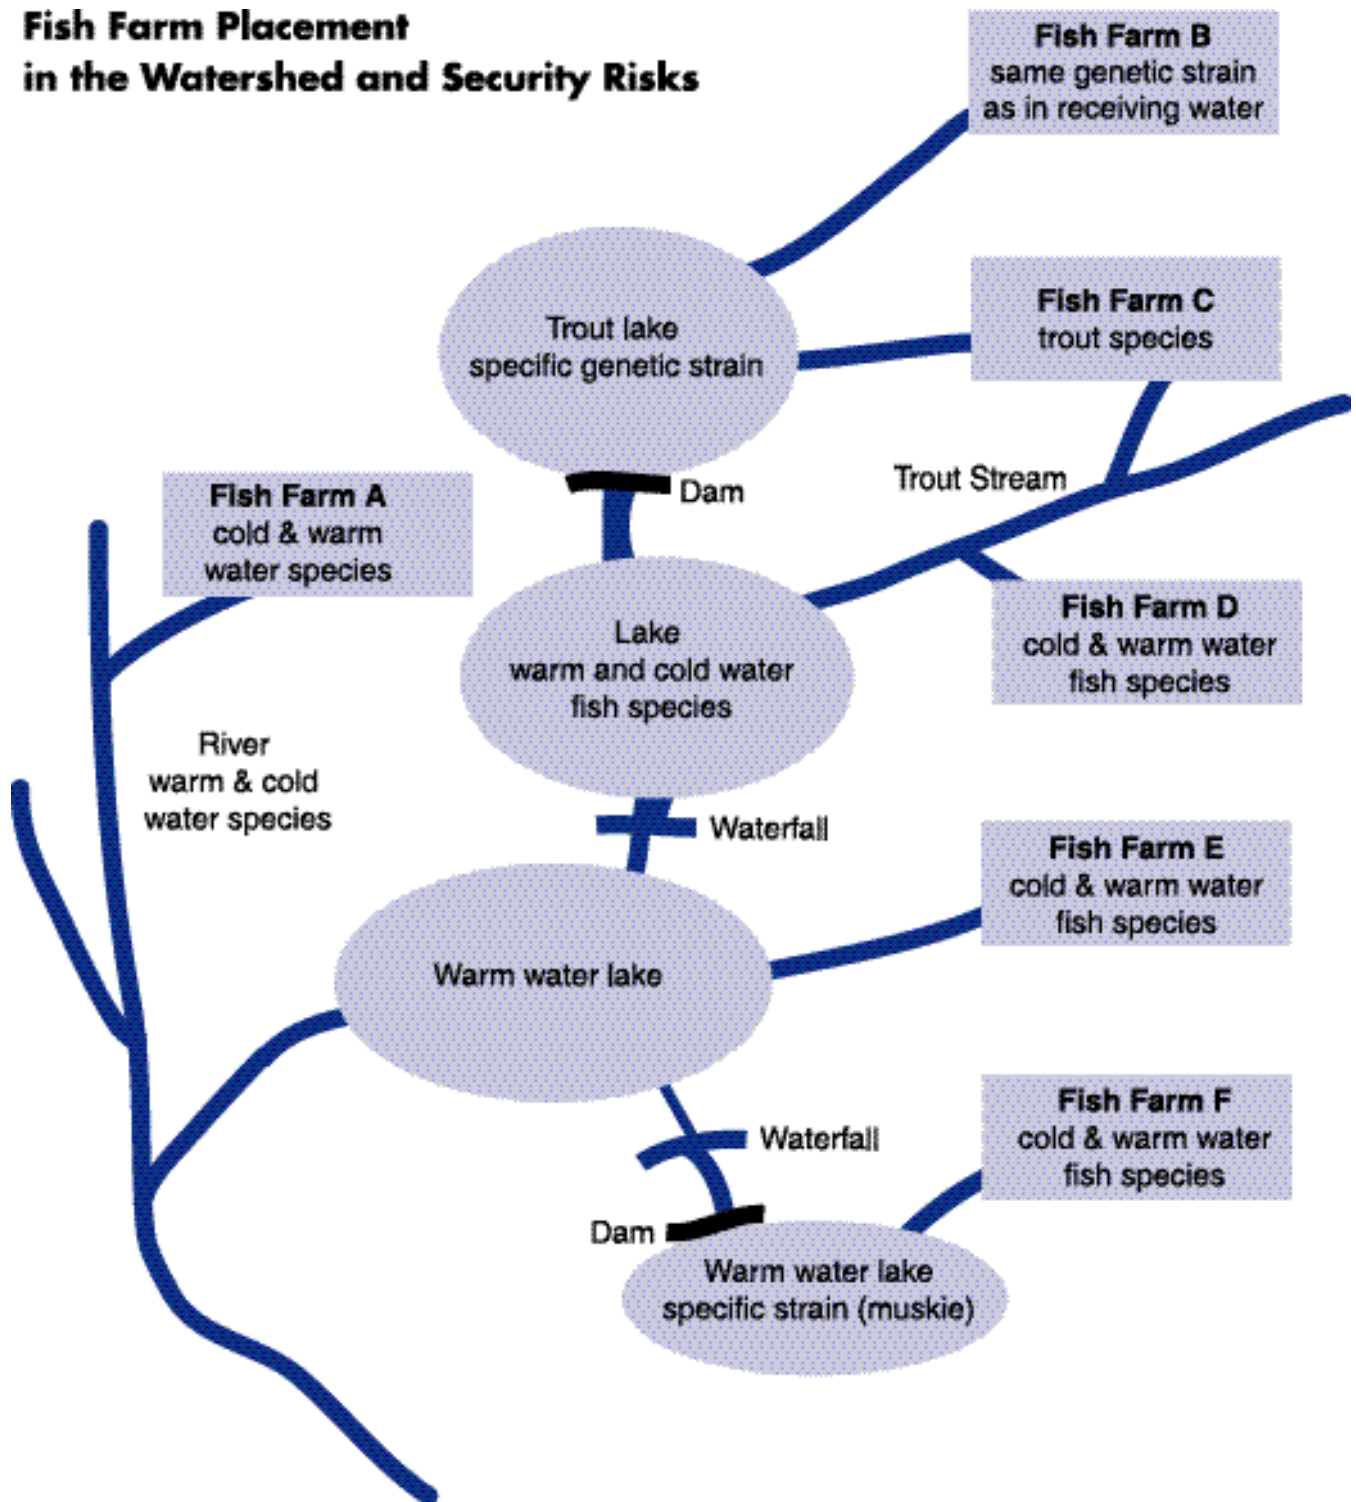 Fish Farm Placement
in the Watershed and Security Risks
Fish Farm B
same genetic strain
as in receiving water
Trout lake
specific genetic strain
Fish Farm C
trout species
Trout Stream
Dam
Fish Farm A
cold & warm
water species
Fish Farm D
cold & warm water
fish species
Lake
warm and cold water
fish species
River
warm & cold
water species
Waterfall
Fish Farm E
cold & warm water
fish species
Warm water lake
Fish Farm F
cold & warm water
fish species
Waterfall
Dam
Warm water lake
specific strain (muskie)